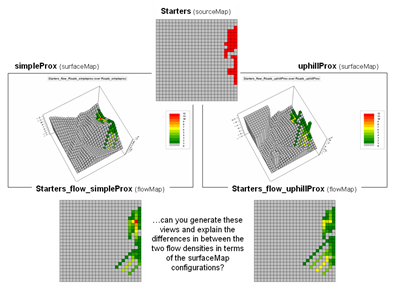 Starters
(sourceMap)
simpleProx (surfaceMap)
uphillProx (surfaceMap)
Starters_flow_simpleProx (flowMap)
Starters_flow_uphillProx (flowMap)
…can you generate these
views and explain the
differences in between the
two flow densities in terms
of the surfaceMap
configurations?